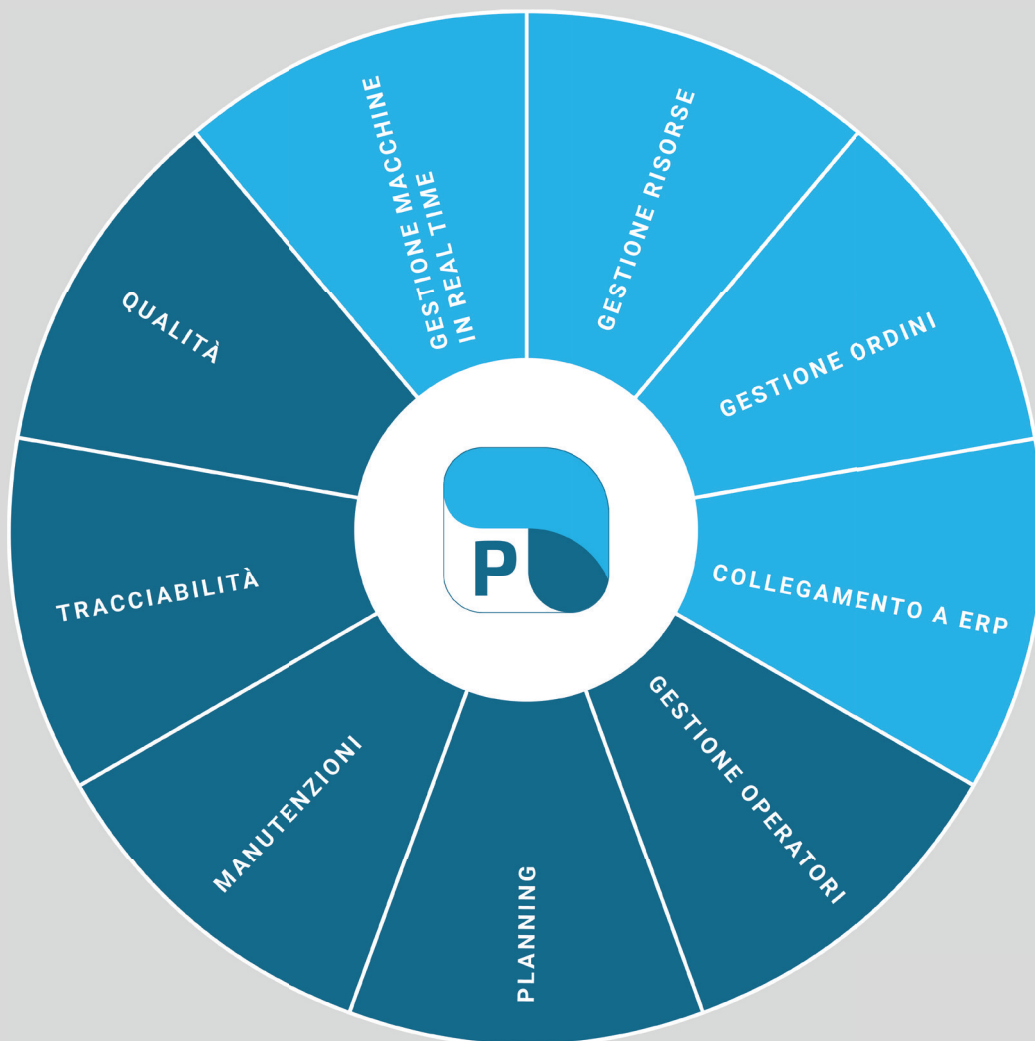 GESTIONE MACCHINE
IN REAL TIME
GESTIONE RISORSE
GESTIONE ORDINI
COLLEGAMENTO A ERP
GESTIONE OPERATORI
PLANNING
MANUTENZIONI
TRACCIABILITÀ
QUALITÀ
P